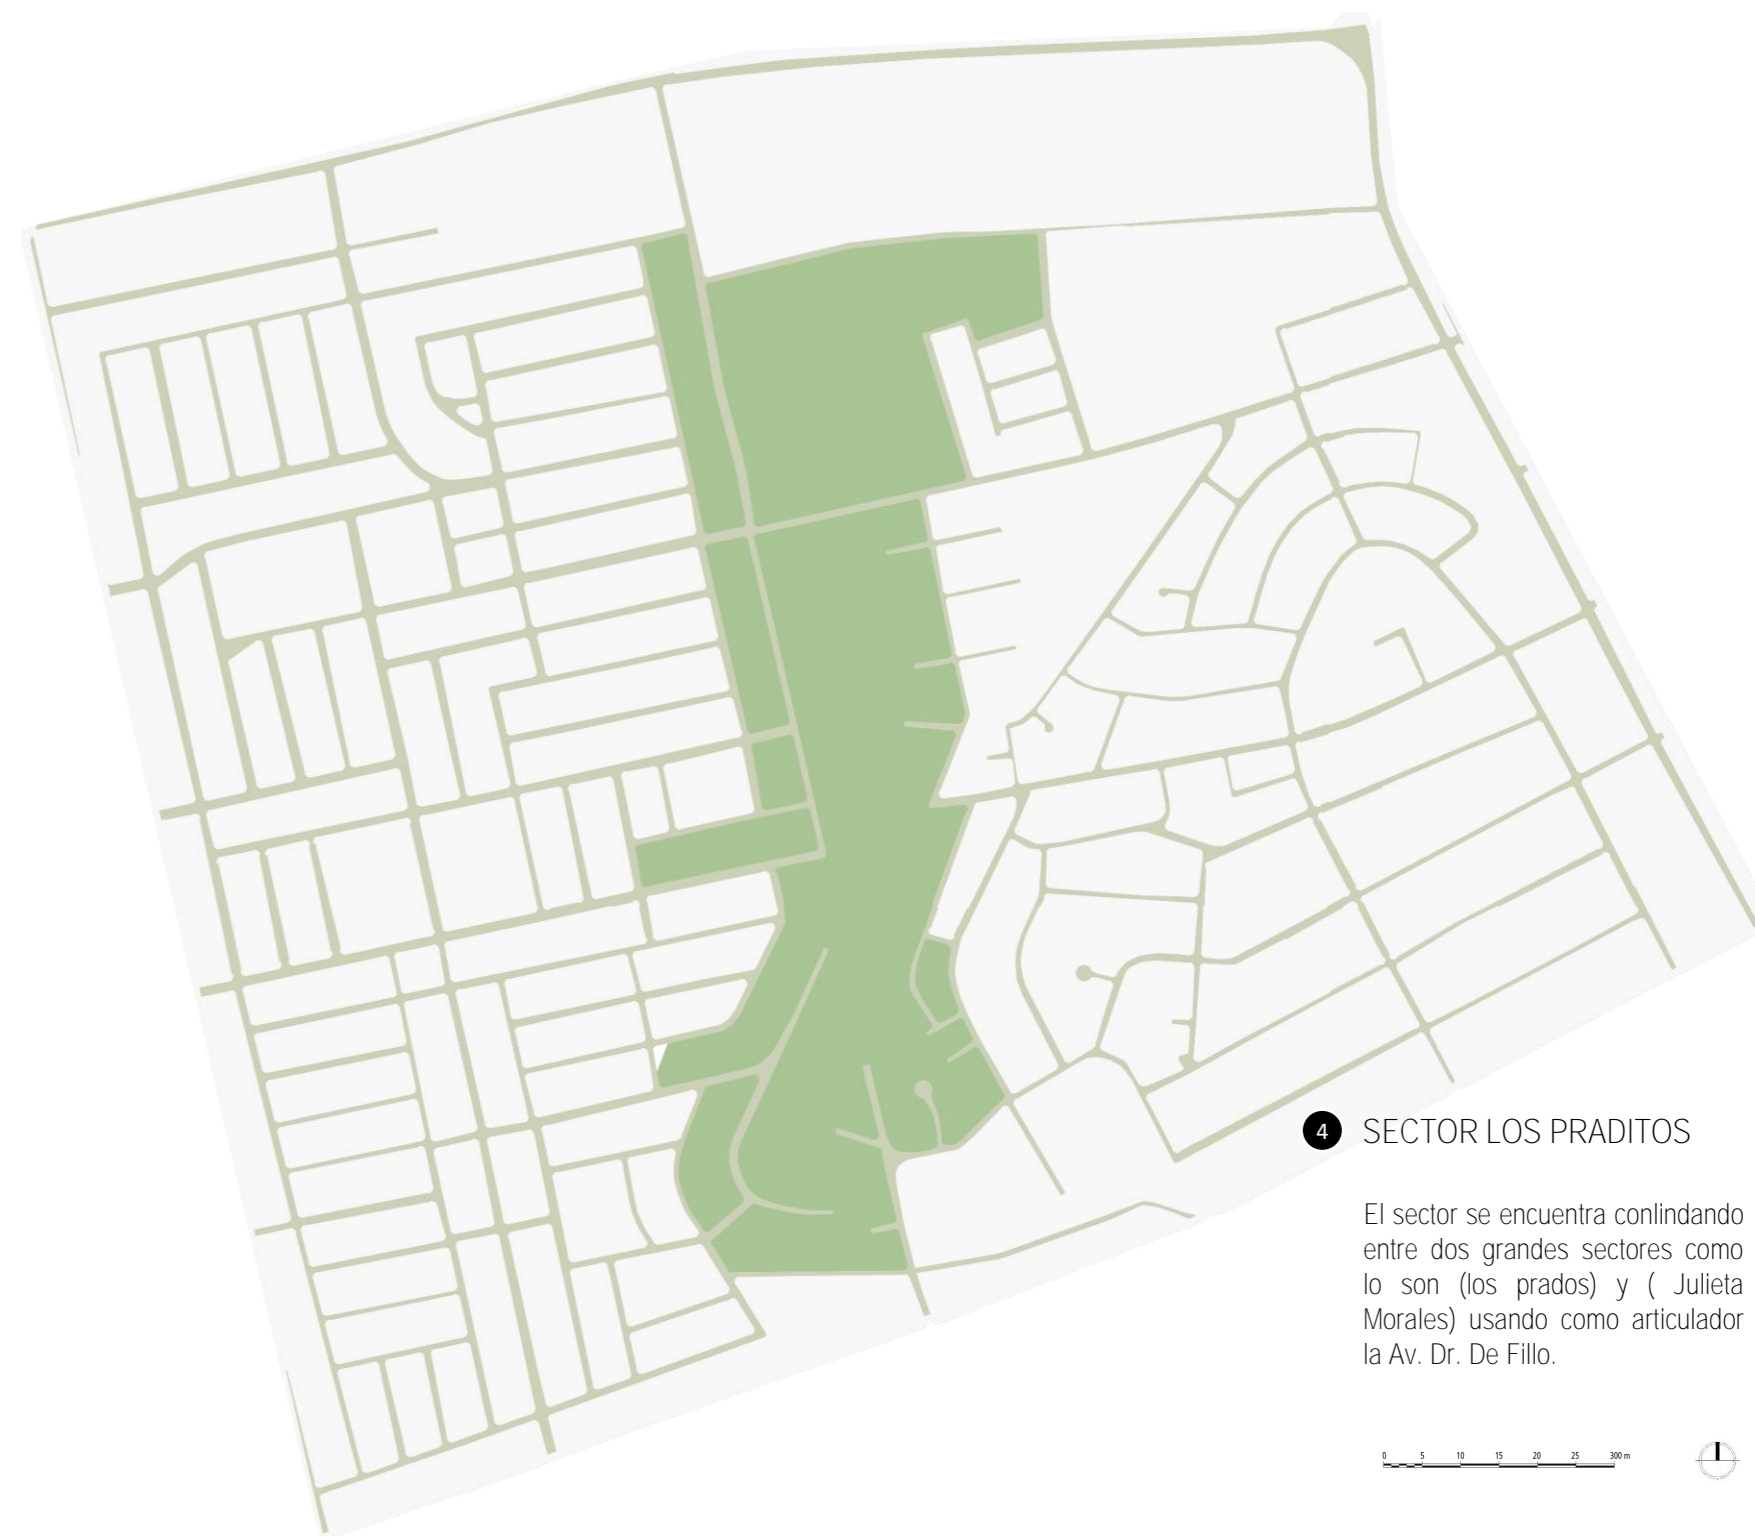 4 SECTOR LOS PRADITOS
El sector se encuentra conlindando
entre dos grandes sectores como
lo son (los prados) y ( Julieta
Morales) usando como articulador
la Av. Dr. De Fillo.
0 5 10 15 20 25 300 m